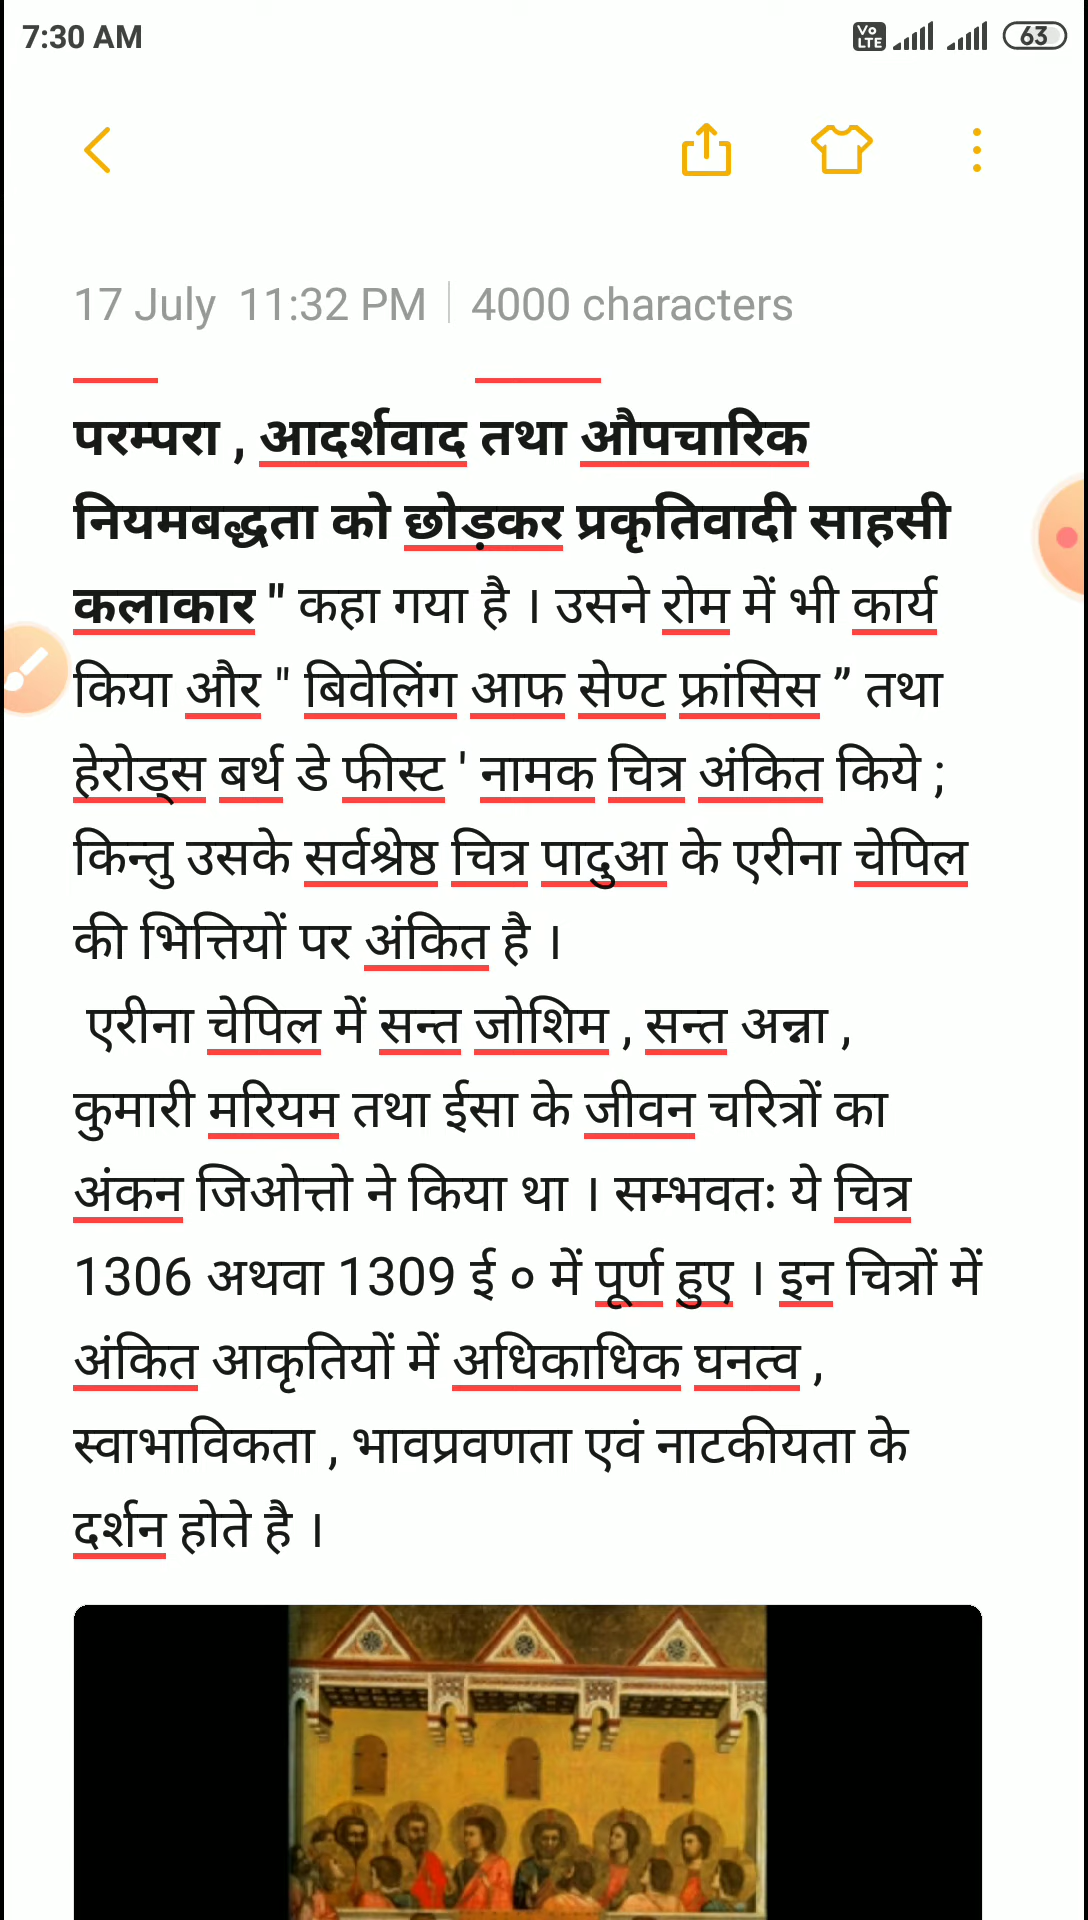 7:30 AM
Vo LTE 63
17 July 11:32 PM | 4000 characters
परम्परा , आदर्शवाद तथा औपचारिक
नियमबद्धता को छोड़कर प्रकृतिवादी साहसी
कलाकार " कहा गया है । उसने रोम में भी कार्य
किया और " बिवेलिंग आफ सेण्ट फ्रांसिस ” तथा
हेरोड्स बर्थ डे फीस्ट ' नामक चित्र अंकित किये ;
किन्तु उसके सर्वश्रेष्ठ चित्र पादुआ के एरीना चेपिल
की भित्तियों पर अंकित है ।
एरीना चेपिल में सन्त जोशिम , सन्त अन्ना ,
कुमारी मरियम तथा ईसा के जीवन चरित्रों का
अंकन जिओत्तो ने किया था । सम्भवतः ये चित्र
1306 अथवा 1309 ई ० में पूर्ण हुए । इन चित्रों में
अंकित आकृतियों में अधिकाधिक घनत्व ,
स्वाभाविकता , भावप्रवणता एवं नाटकीयता के
दर्शन होते है ।